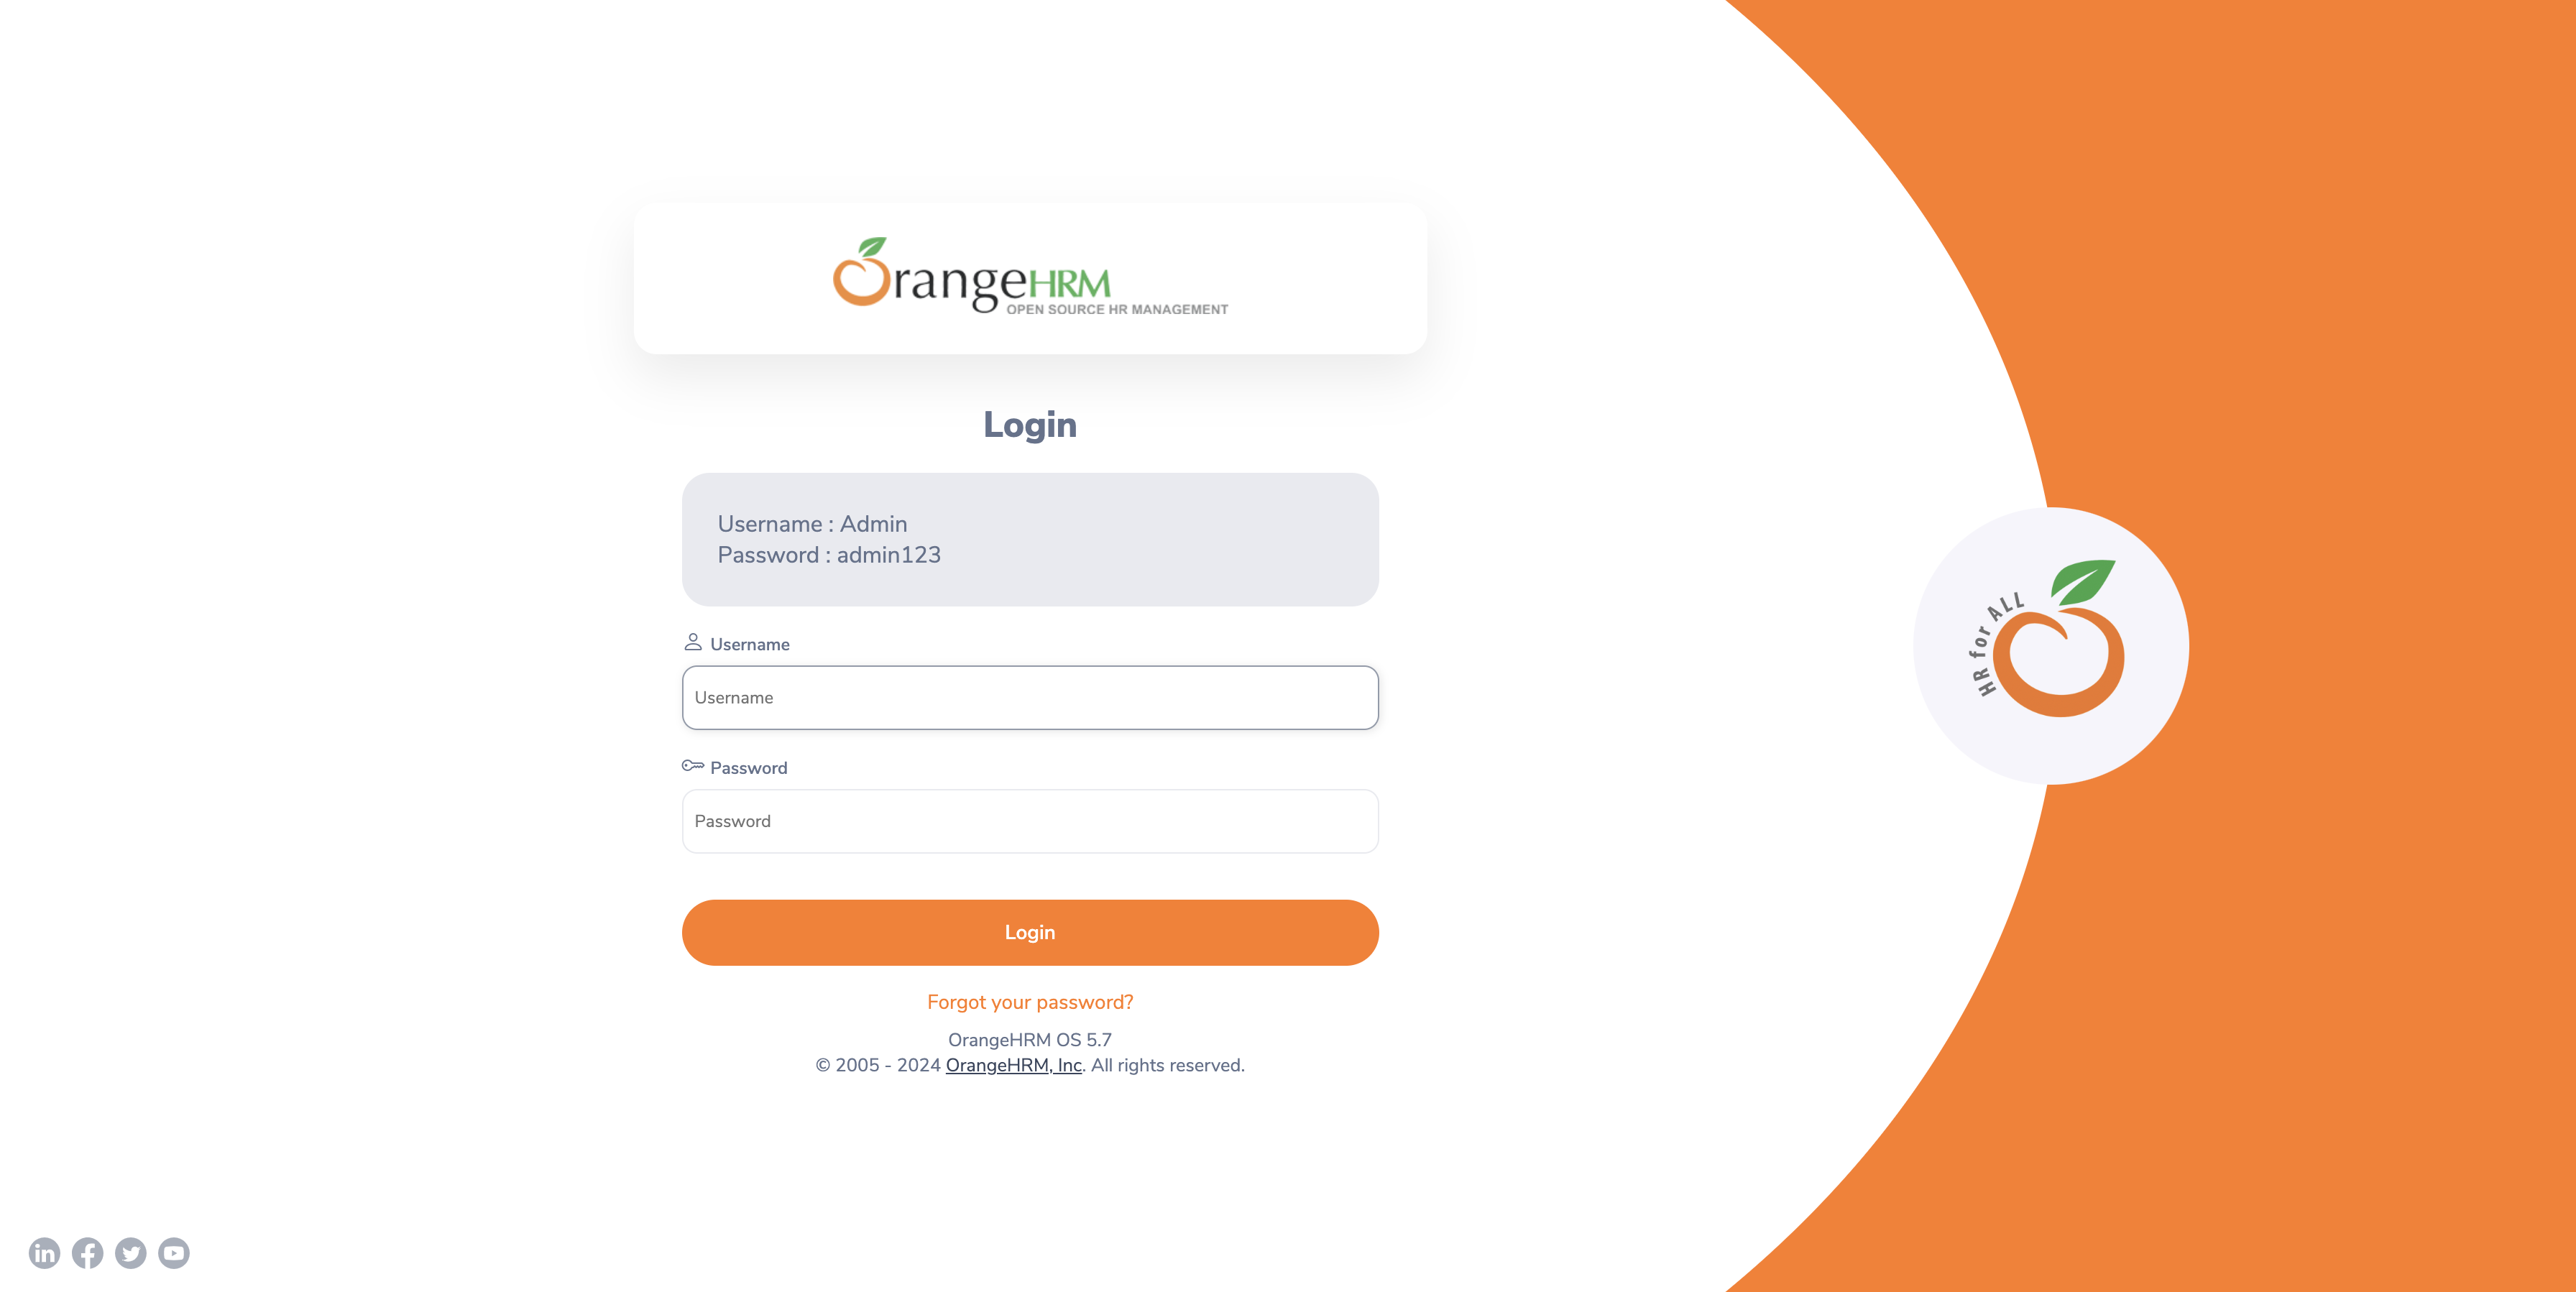 OrangeHRM
OPEN SOURCE HR MANAGEMENT
Login
Username : Admin
Password : admin123
Username
Username
Password
Password
Login
Forgot your password?
OrangeHRM OS 5.7
© 2005 - 2024 OrangeHRM, Inc. All rights reserved.
HR for ALL
in